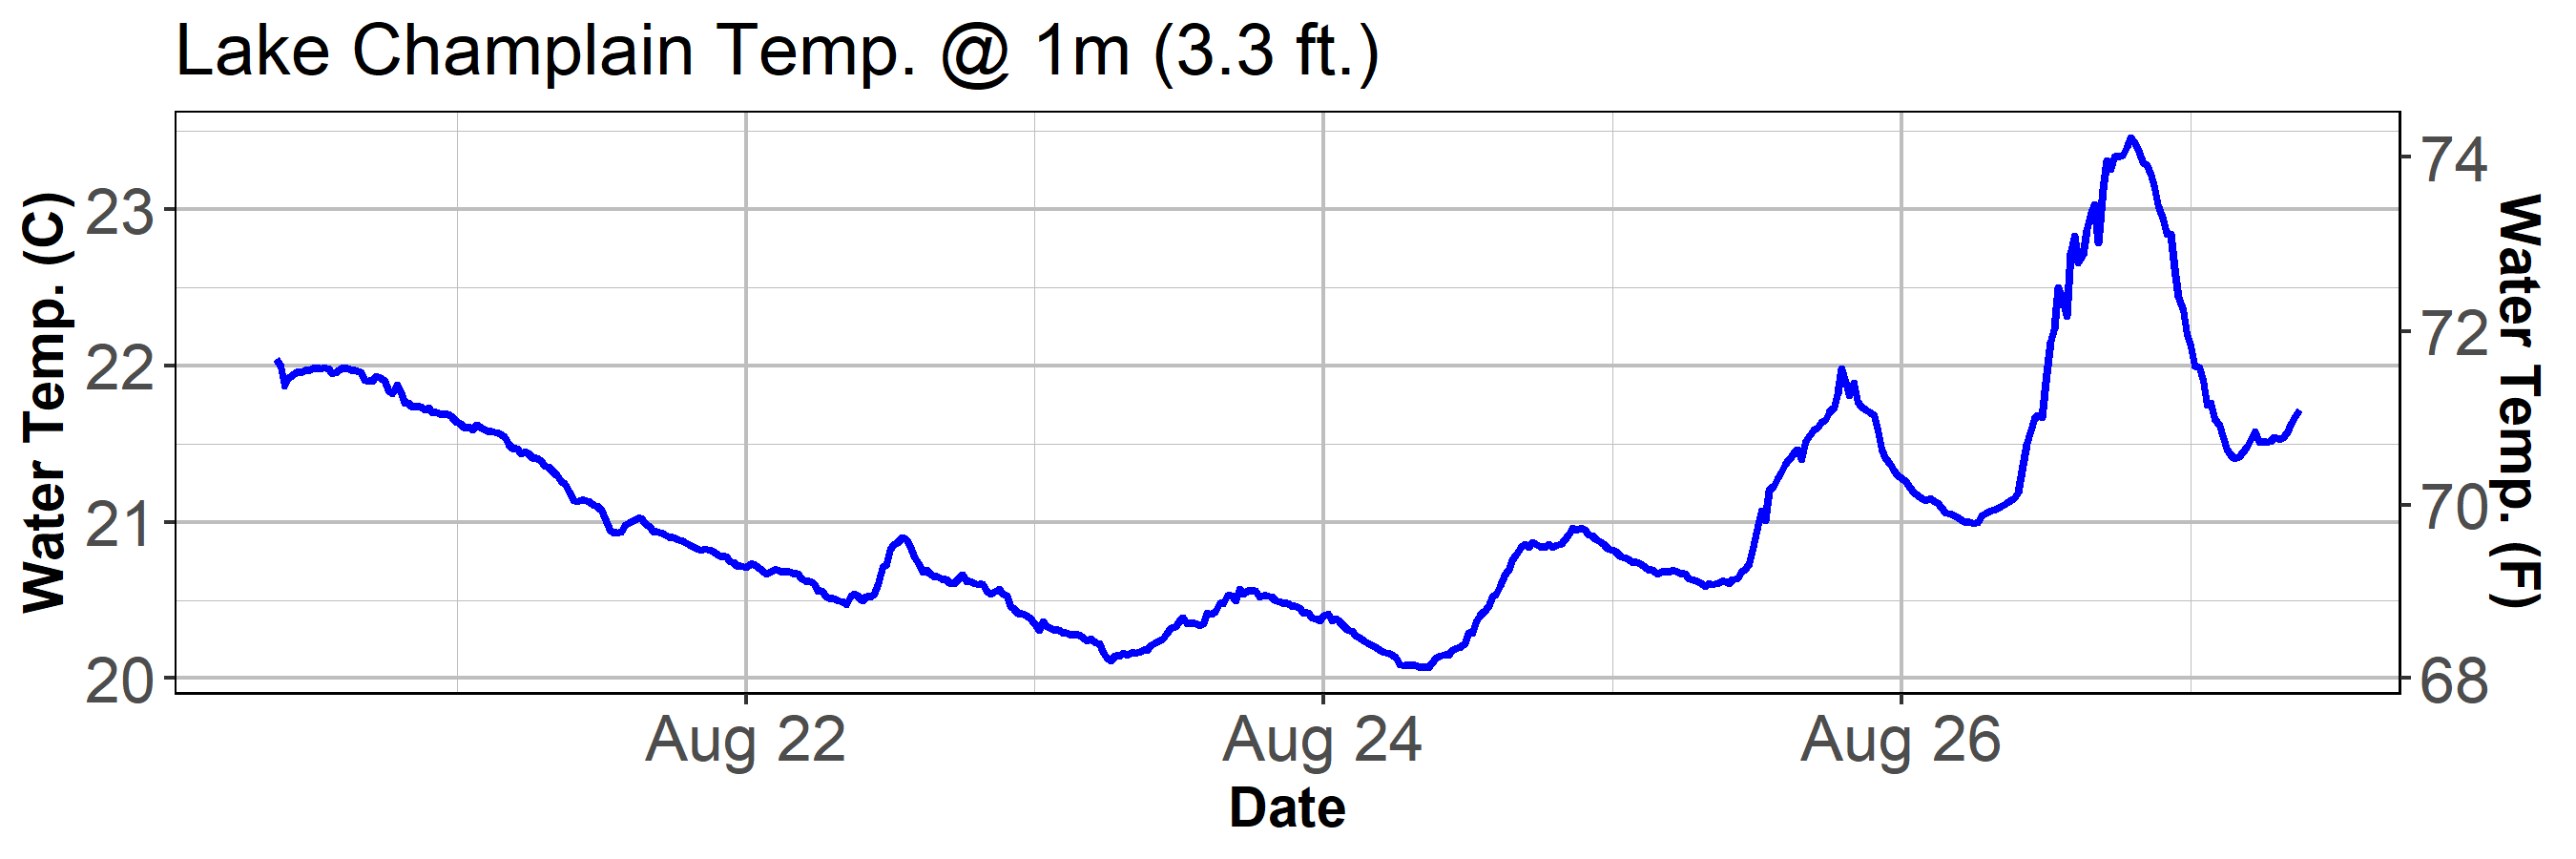 Lake Champlain Temp. @ 1m (3.3 ft.)
Water Temp. (C)
23
22
21
20
74
72
70
68
Water Temp. (F)
Aug 22
Aug 24
Aug 26
Date